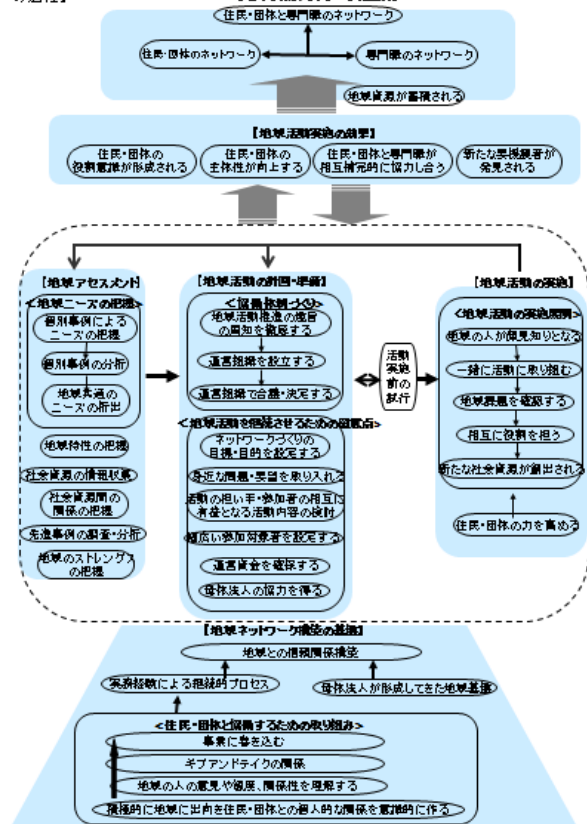 住民・団体と専門職のネットワーク
住民・団体のネットワーク
専門職のネットワーク
地域資源が蓄積される
【地域活動実施の効果】
住民・団体の
役割意識が形成される
住民・団体の
主体性が向上する
住民・団体と専門職が
相互補完的に協力し合う
新たな要援護者が
発見される
【地域アセスメント】
<地域ニーズの把握>
個別事例による
ニーズの把握
個別事例の分析
地域共通の
ニーズの析出
地域特性の把握
社会資源の情報収集
社会資源間の
関係の把握
先進事例の調査・分析
地域のストレングス
の把握
【地域活動の計画・準備】
<協働体制づくり>
地域活動推進の趣旨
の周知を徹底する
運営組織を設立する
運営組織で合議・決定する
<地域活動を継続させるための留意点>
ネットワークづくりの
目標・目的を設定する
身近な問題・要望を取り入れる
活動の担い手・参加者の相互に
有益となる活動内容の検討
幅広い参加対象者を設定する
運営資金を確保する
母体法人の協力を得る
活動
実施
前の
試行
【地域活動の実施】
<地域活動の実施展開>
地域の人が顔見知りとなる
一緒に活動に取り組む
地域課題を確認する
相互に役割を担う
新たな社会資源が創出される
住民・団体の力を高める
【地域ネットワーク構築の基盤】
地域との信頼関係構築
実務経験による継続的プロセス
母体法人が形成してきた地域基盤
<住民・団体と協働するための取り組み>
事業に巻き込む
ギブアンドテイクの関係
地域の人の意見や態度、関係性を理解する
積極的に地域に出向き住民・団体との個人的な関係を意識的に作る